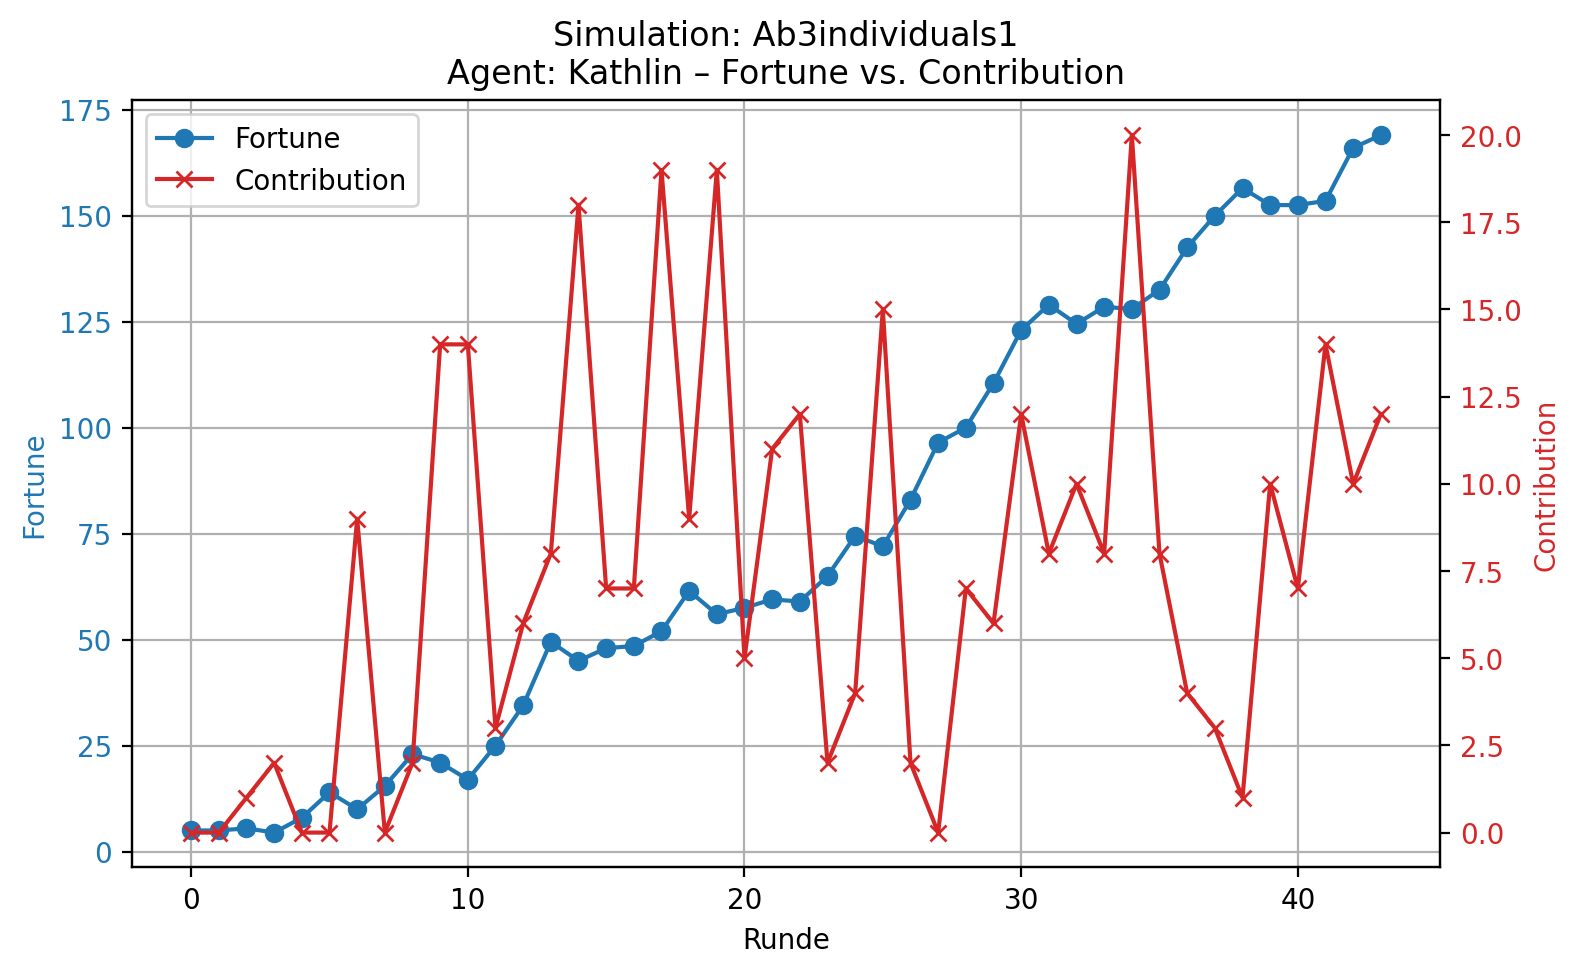 Simulation: Ab3individuals1
Agent: Kathlin – Fortune vs. Contribution
Fortune
Contribution
175
150
125
100
75
50
25
0
Fortune
20.0
17.5
15.0
12.5
10.0
7.5
5.0
2.5
0.0
Contribution
0 10 20 30 40
Runde